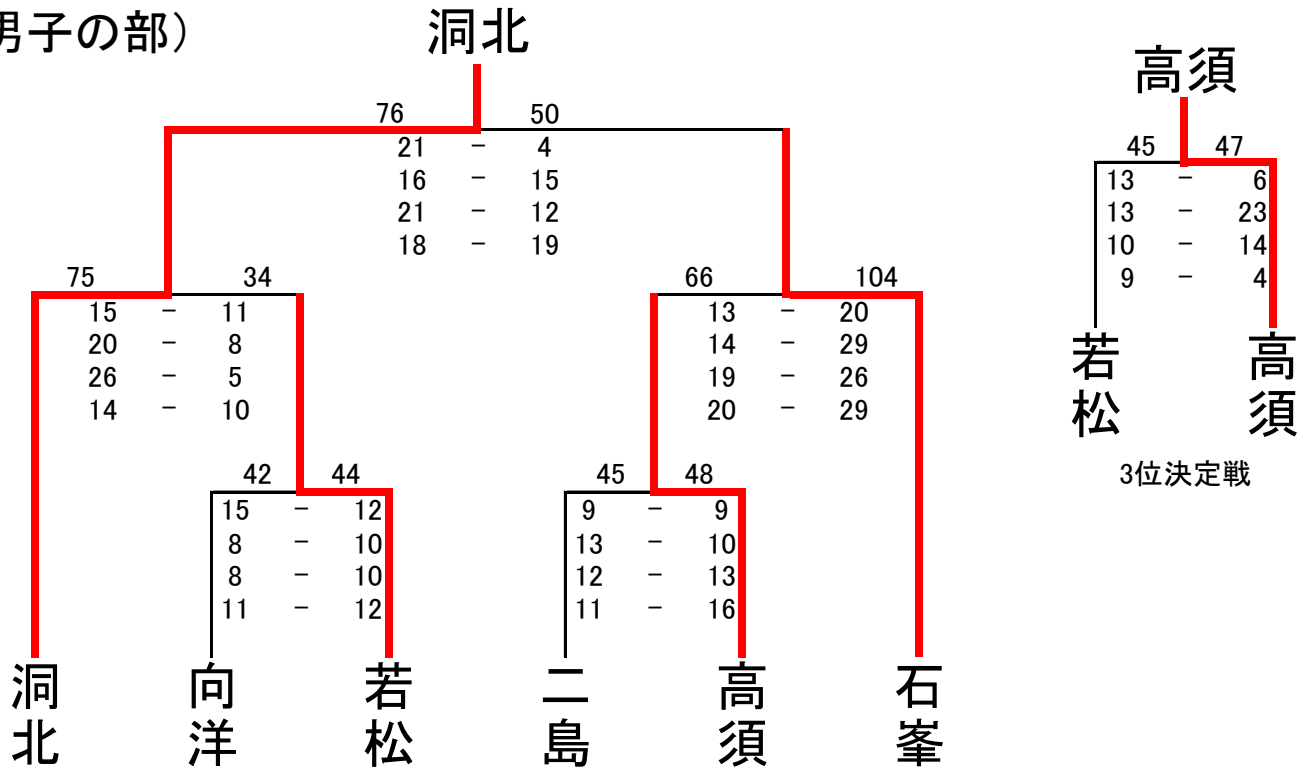 男子の部）
洞北
高須
76 50
21 - 4
16 - 15
21 - 12
18 - 19
45 47
13 - 6
13 - 23
10 - 14
9 - 4
若松
高須
3位決定戦
75 34
15 - 11
20 - 8
26 - 5
14 - 10
66 104
13 - 20
14 - 29
19 - 26
20 - 29
42 44
15 - 12
8 - 10
8 - 10
11 - 12
45 48
9 - 9
13 - 10
12 - 13
11 - 16
洞北
向洋
若松
二島
高須
石峯